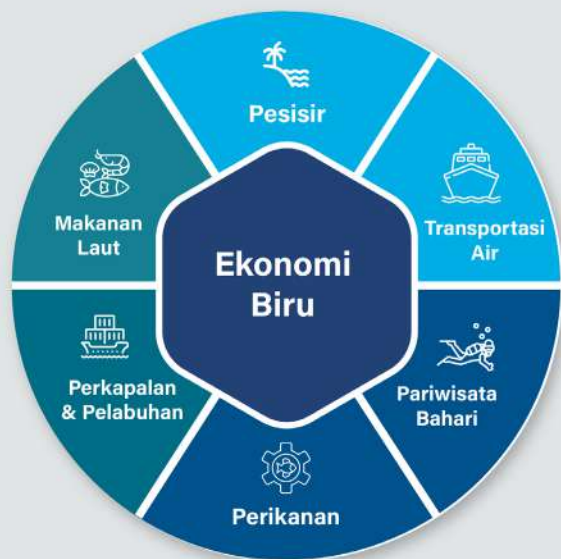 Pesisir
Transportasi
Air
Pariwisata
Bahari
Perikanan
Perkapalan
& Pelabuhan
Makanan
Laut
Ekonomi
Biru